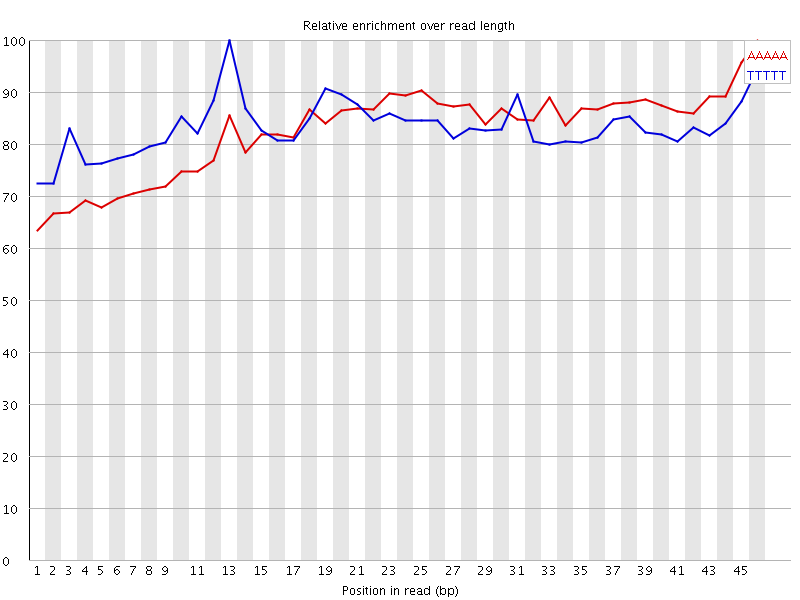 Relative enrichment over read length
100
90
80
70
60
50
40
30
20
10
0
AAAAA
TTTTT
1 2 3 4 5 6 7 8 9 11 13 15 17 19 21 23 25 27 29 31 33 35 37 39 41 43 45
Position in read (bp)